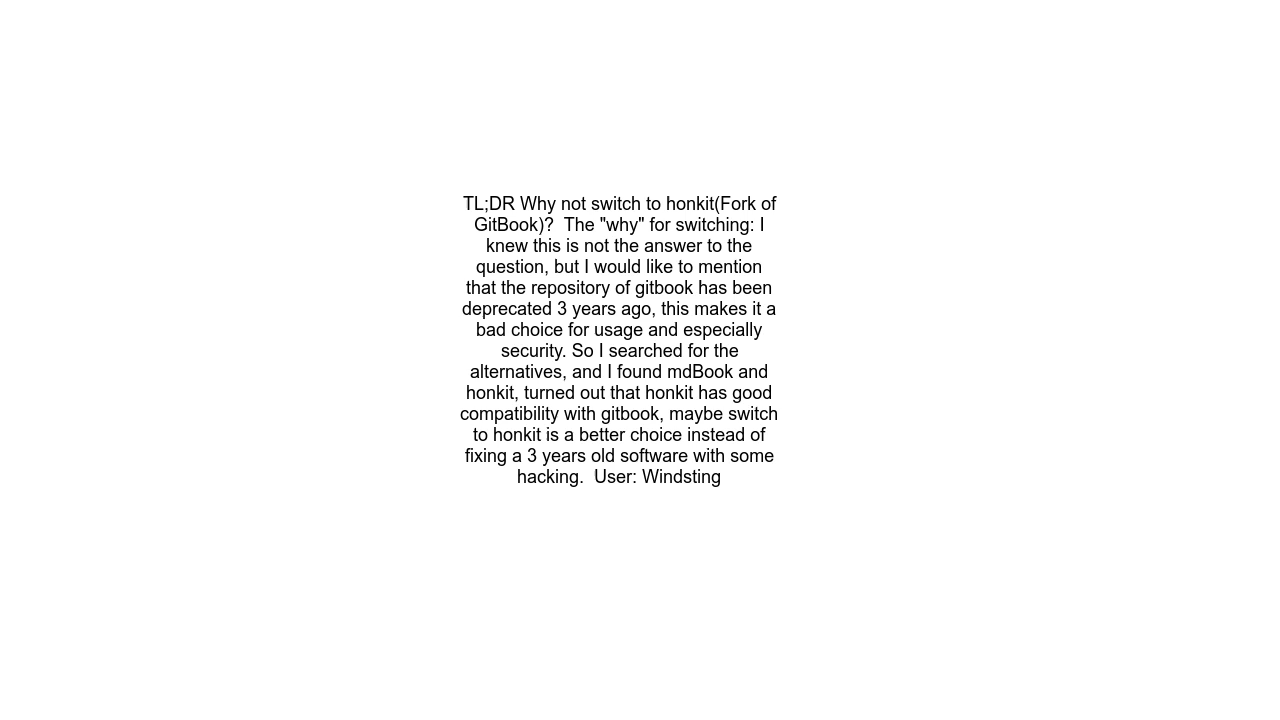 TL;DR Why not switch to honkit(Fork of
GitBook)?  The "why" for switching: I
knew this is not the answer to the
question, but I would like to mention
that the repository of gitbook has been
deprecated 3 years ago, this makes it a
bad choice for usage and especially
security. So I searched for the
alternatives, and I found mdBook and
honkit, turned out that honkit has good
compatibility with gitbook, maybe switch
to honkit is a better choice instead of
fixing a 3 years old software with some
hacking.  User: Windsting